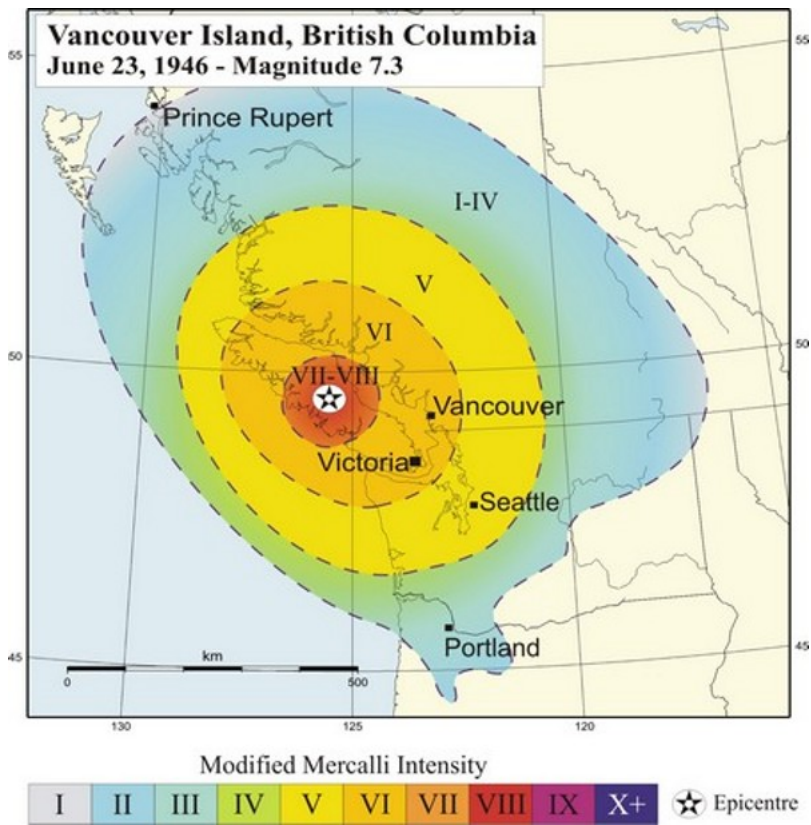 Vancouver Island, British Columbia
June 23, 1946 - Magnitude 7.3
55
55
Prince Rupert
I-IV
V
VI
50
50
VII-VIII
Vancouver
Victoria
Seattle
Portland
45
45
km
0 500
130 125 120
Modified Mercalli Intensity
I II III IV V VI VII VIII IX X+ Epicentre